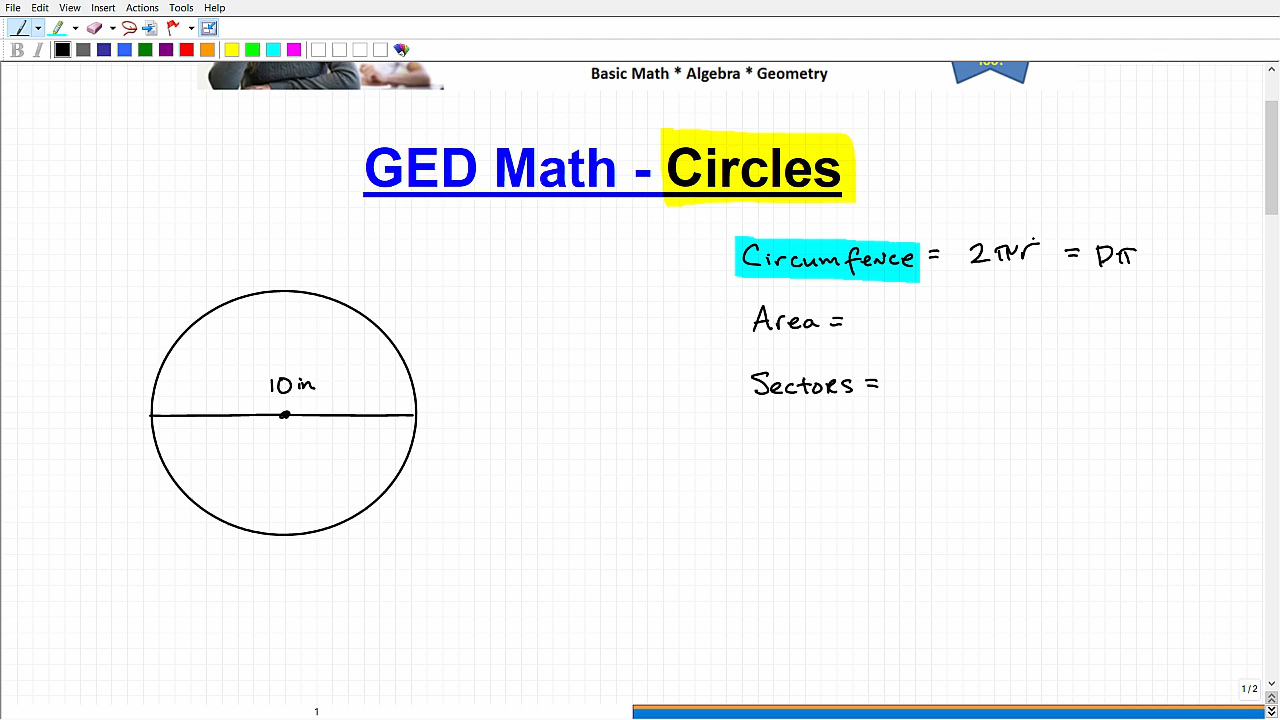 File Edit View Insert Actions Tools Help
B I
Basic Math * Algebra * Geometry
GED Math - Circles
Circumfence = 2πr = Dπ
Area =
10 in
Sectors =
1/2
1